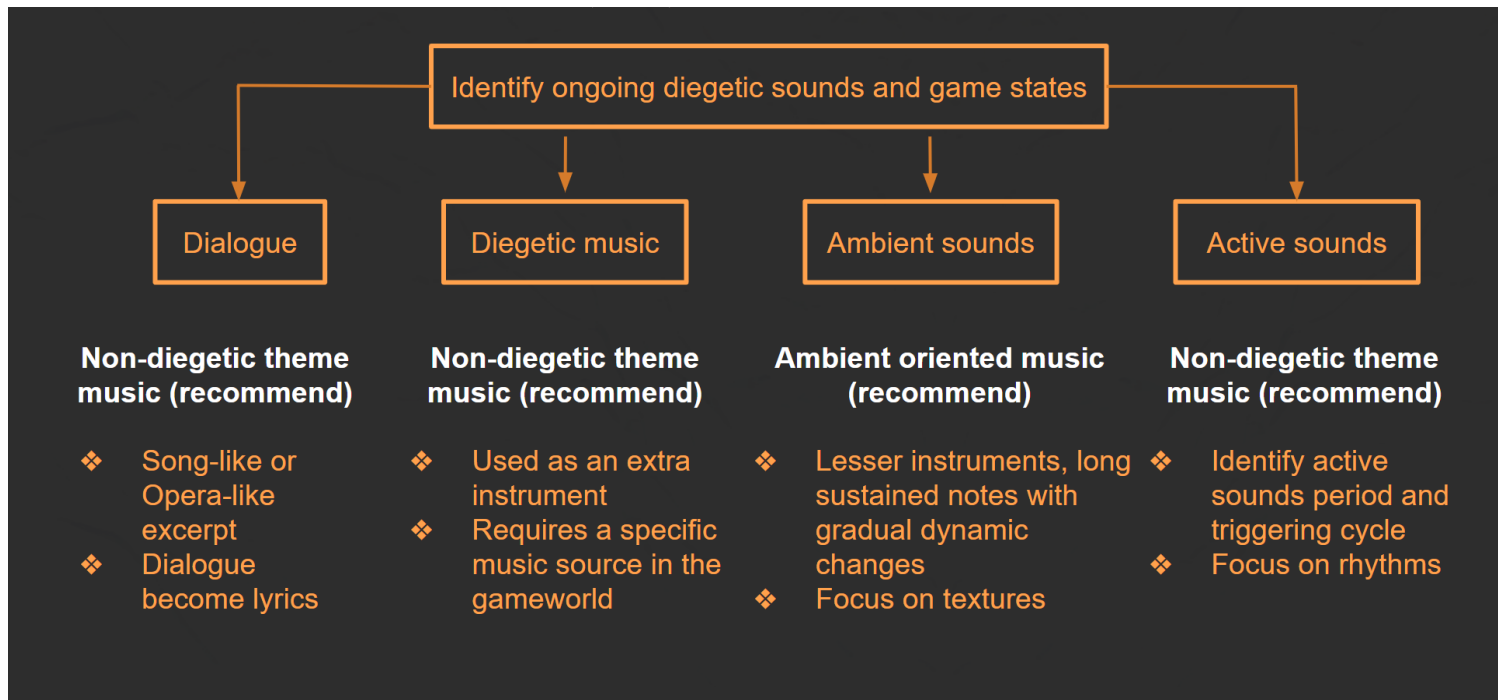 Identify ongoing diegetic sounds and game states
Dialogue
Diegetic music
Ambient sounds
Active sounds
Non-diegetic theme
music (recommend)
❖ Song-like or
Opera-like
excerpt
❖ Dialogue
become lyrics
Non-diegetic theme
music (recommend)
❖ Used as an extra
instrument
❖ Requires a specific
music source in the
gameworld
Ambient oriented music
(recommend)
❖ Lesser instruments, long
sustained notes with
gradual dynamic
changes
❖ Focus on textures
Non-diegetic theme
music (recommend)
❖ Identify active
sounds period and
triggering cycle
❖ Focus on rhythms